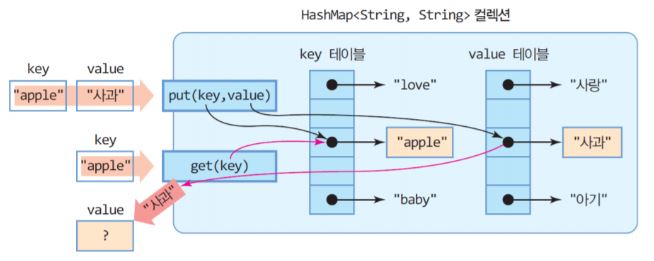 HashMap<String, String> 컬렉션
key 테이블
value 테이블
key
value
"apple"
"사과"
put(key,value)
"love"
"사랑"
key
"apple"
"사과"
"apple"
get(key)
"사과"
value
"baby"
"아기"
?